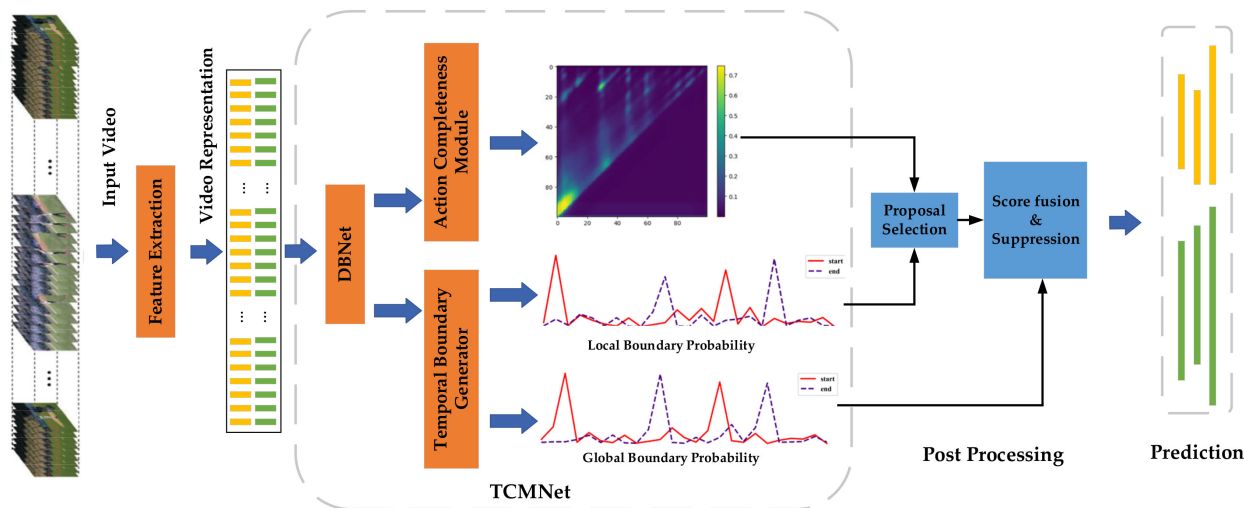 Input Video
Feature Extraction
Video Representation
...
...
...
...
...
...
DBNet
Action Completeness
Module
Temporal Boundary
Generator
0
20
40
60
80
0
20
40
60
80
0.7
0.6
0.5
0.4
0.3
0.2
0.1
start
end
Local Boundary Probability
start
end
Global Boundary Probability
TCMNet
Proposal
Selection
Score fusion
&
Suppression
Post Processing
Prediction